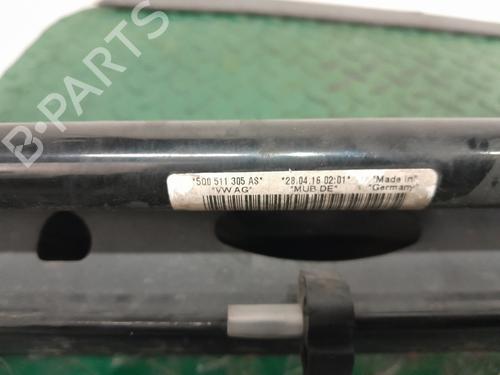 *5Q0 511 305 AS* *28.04.16 02:01* *Made in*
*VW AG* *MUB.DE* *Germany*
B-PARTS